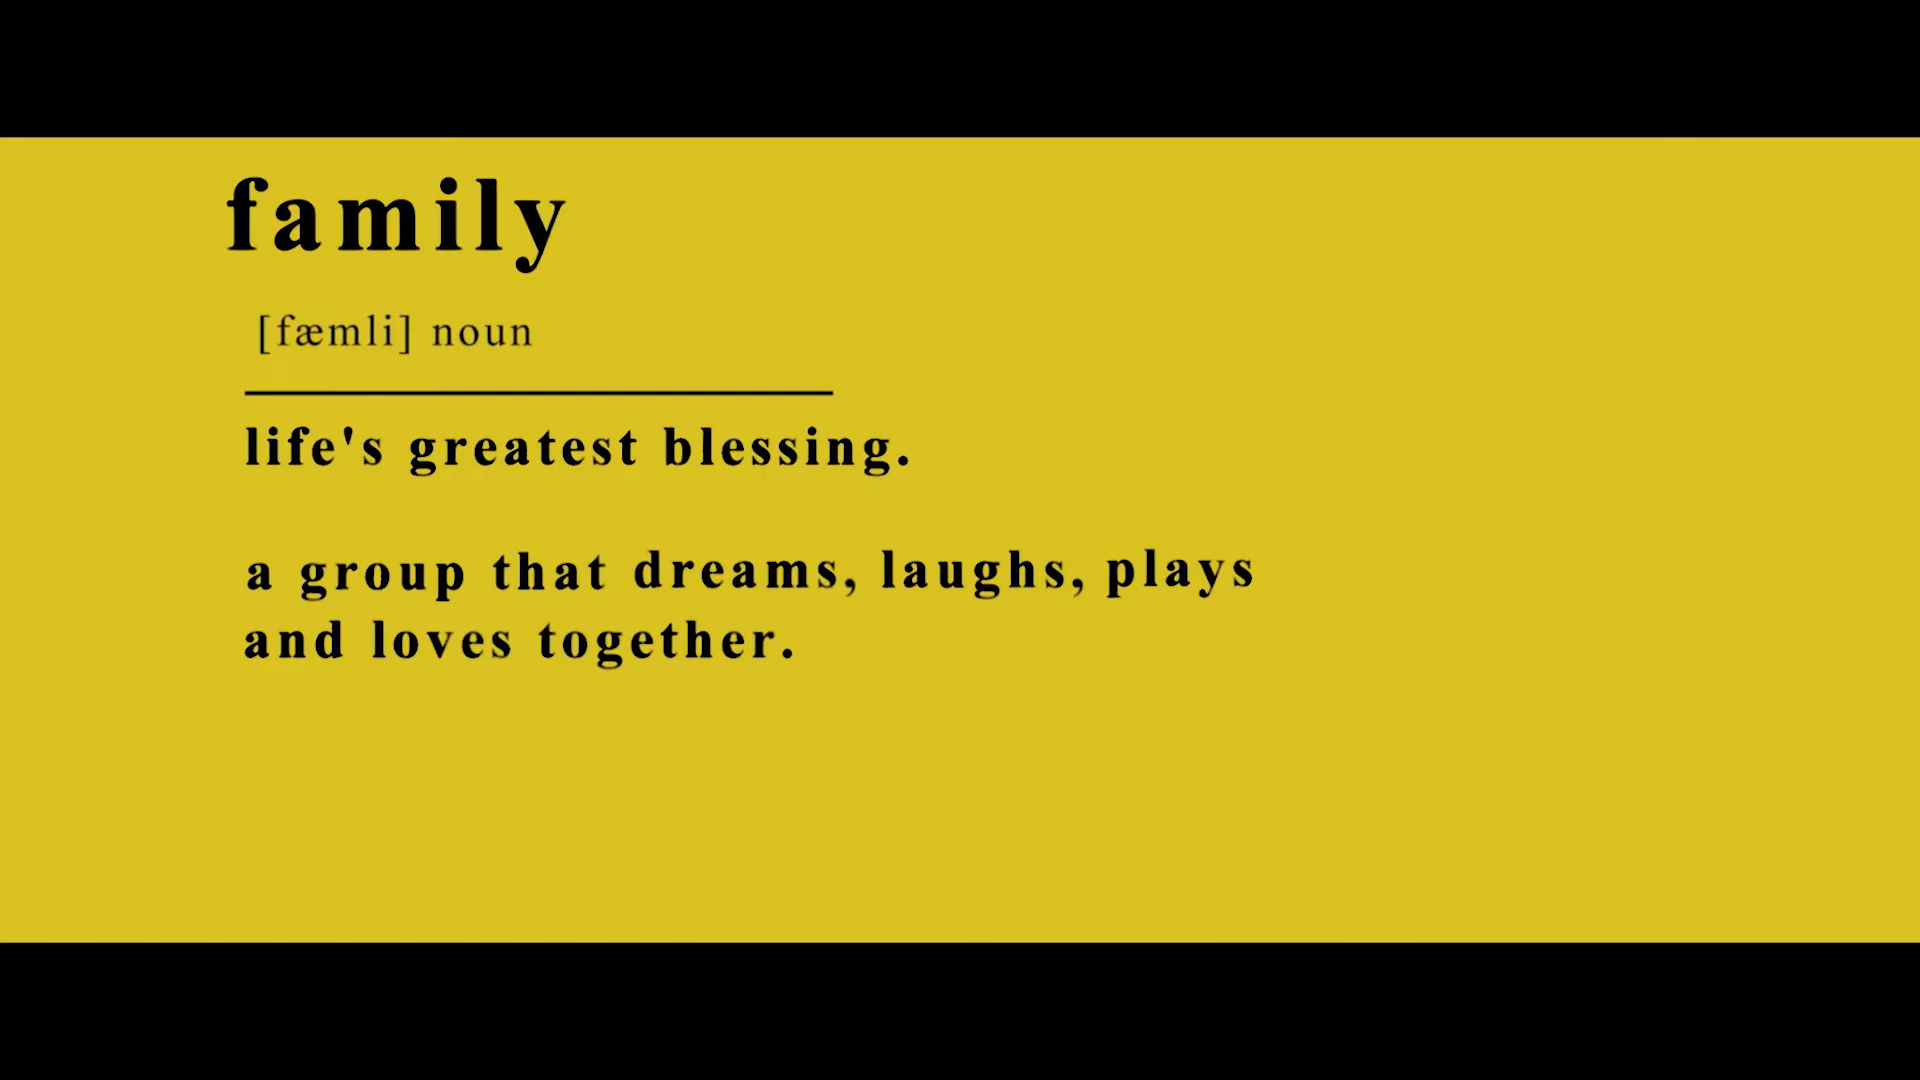 family
[fæmli] noun
life's greatest blessing.
a group that dreams, laughs, plays
and loves together.